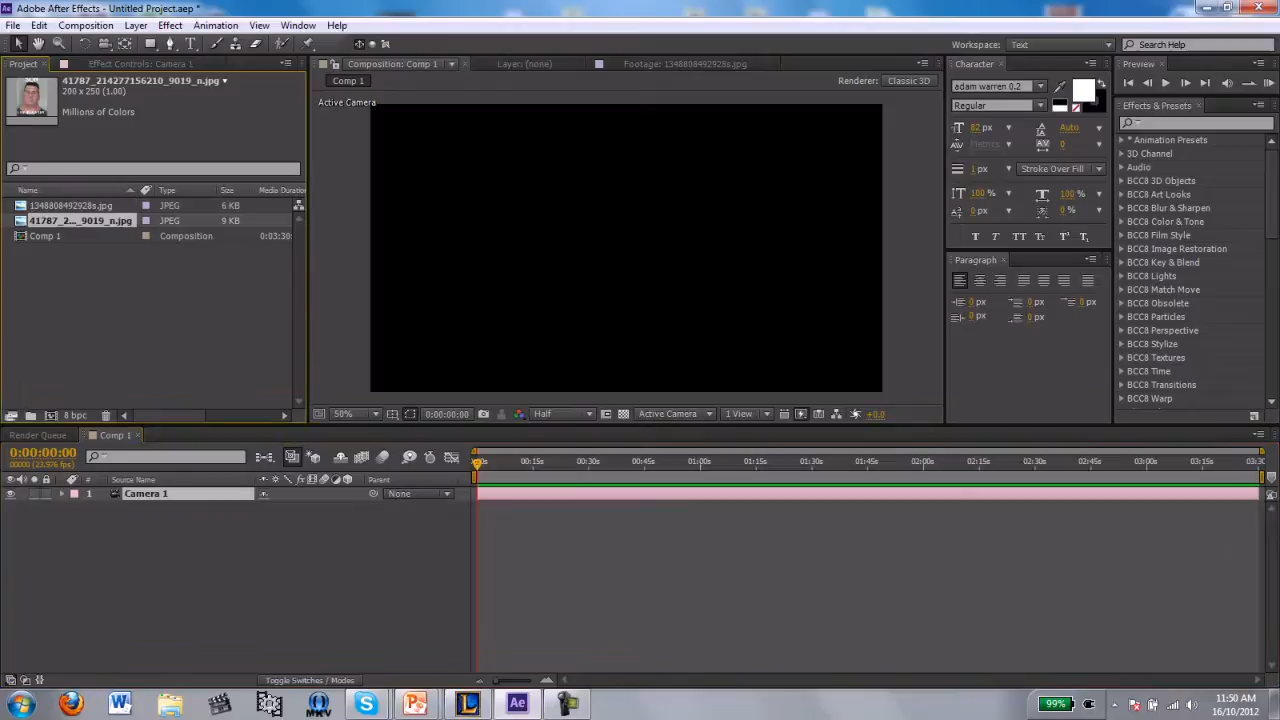 Adobe After Effects - Untitled Project.aep *
File Edit Composition Layer Effect Animation View Window Help
Workspace: Text Search Help
Project Effect Controls: Camera 1 Composition: Comp 1 Layer: (none) Footage: 1348808492928s.jpg Character Preview
41787_214277156210_9019_n.jpg
200 x 250 (1.00)
Millions of Colors
Comp 1 Renderer: Classic 3D
Active Camera
adam warren 0.2
Regular
Effects & Presets
82 px Auto
Metrics 0
1 px Stroke Over Fill
100 % 100 %
0 px 0 %
T T TT Tr T¹ T₁
Paragraph
0 px 0 px 0 px
0 px 0 px
* Animation Presets
3D Channel
Audio
BCC8 3D Objects
BCC8 Art Looks
BCC8 Blur & Sharpen
BCC8 Color & Tone
BCC8 Film Style
BCC8 Image Restoration
BCC8 Key & Blend
BCC8 Lights
BCC8 Match Move
BCC8 Obsolete
BCC8 Particles
BCC8 Perspective
BCC8 Stylize
BCC8 Textures
BCC8 Time
BCC8 Transitions
BCC8 Warp
Name Type Size Media Duration
1348808492928s.jpg JPEG 6 KB
41787_2..._9019_n.jpg JPEG 9 KB
Comp 1 Composition 0:03:30
8 bpc
50% 0:00:00:00 Half Active Camera 1 View +0.0
Render Queue Comp 1
0:00:00:00
00000 (23.976 fps)
00:15s 00:30s 00:45s 01:00s 01:15s 01:30s 01:45s 02:00s 02:15s 02:30s 02:45s 03:00s 03:15s 03:30
# Source Name Parent
1 Camera 1 None
Toggle Switches / Modes
W MKV S P L Ae
99%
11:50 AM
16/10/2012